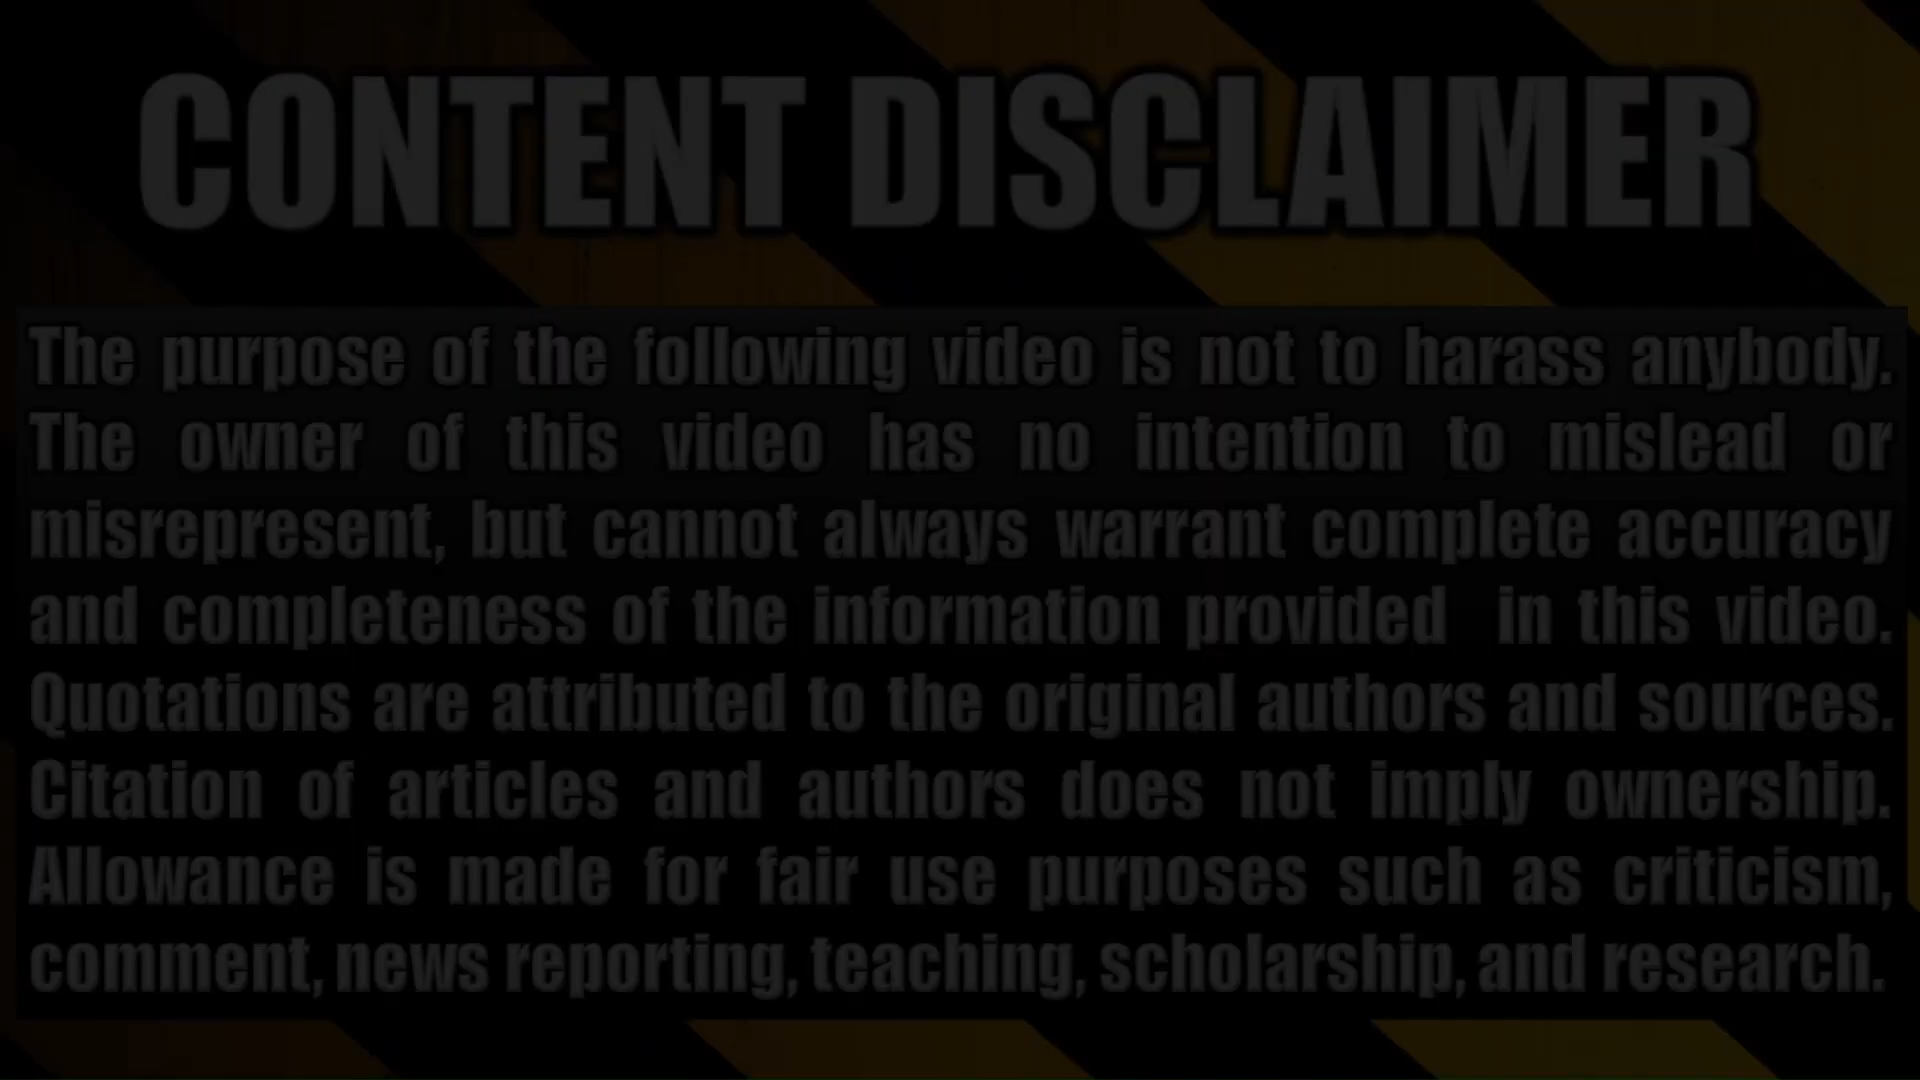 CONTENT DISCLAIMER
The purpose of the following video is not to harass anybody.
The owner of this video has no intention to mislead or
misrepresent, but cannot always warrant complete accuracy
and completeness of the information provided in this video.
Quotations are attributed to the original authors and sources.
Citation of articles and authors does not imply ownership.
Allowance is made for fair use purposes such as criticism,
comment, news reporting, teaching, scholarship, and research.